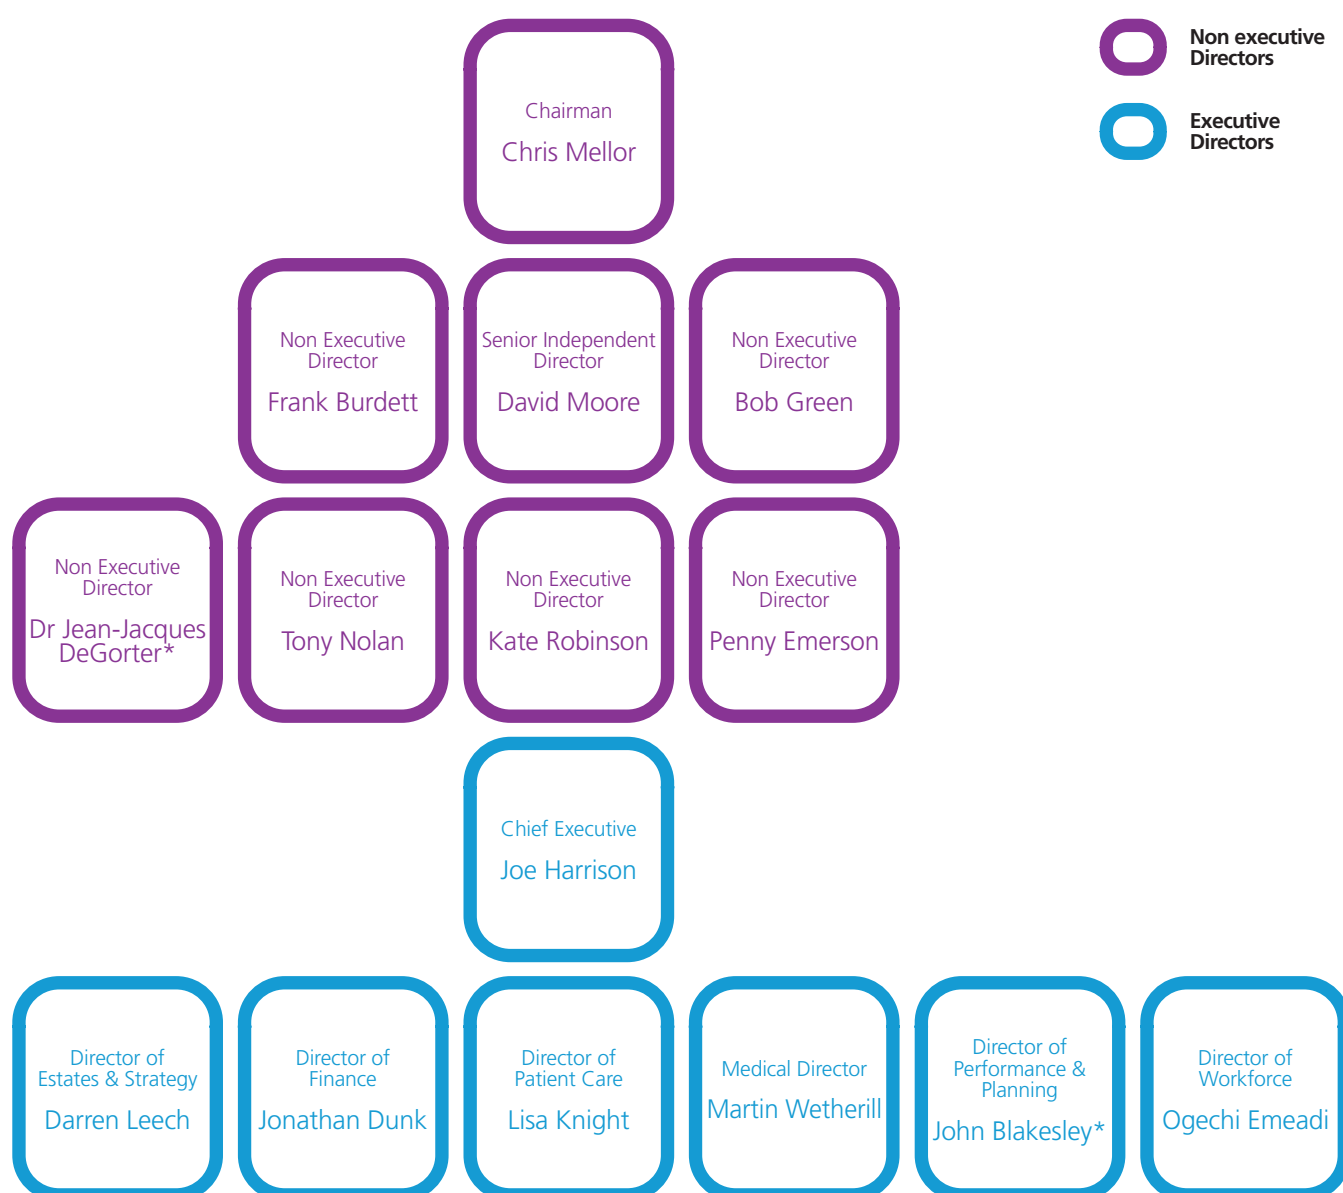 Non executive
Directors
Executive
Directors
Chairman
Chris Mellor
Non Executive
Director
Frank Burdett
Senior Independent
Director
David Moore
Non Executive
Director
Bob Green
Non Executive
Director
Dr Jean-Jacques
DeGorter*
Non Executive
Director
Tony Nolan
Non Executive
Director
Kate Robinson
Non Executive
Director
Penny Emerson
Chief Executive
Joe Harrison
Director of
Estates & Strategy
Darren Leech
Director of
Finance
Jonathan Dunk
Director of
Patient Care
Lisa Knight
Medical Director
Martin Wetherill
Director of
Performance &
Planning
John Blakesley*
Director of
Workforce
Ogechi Emeadi